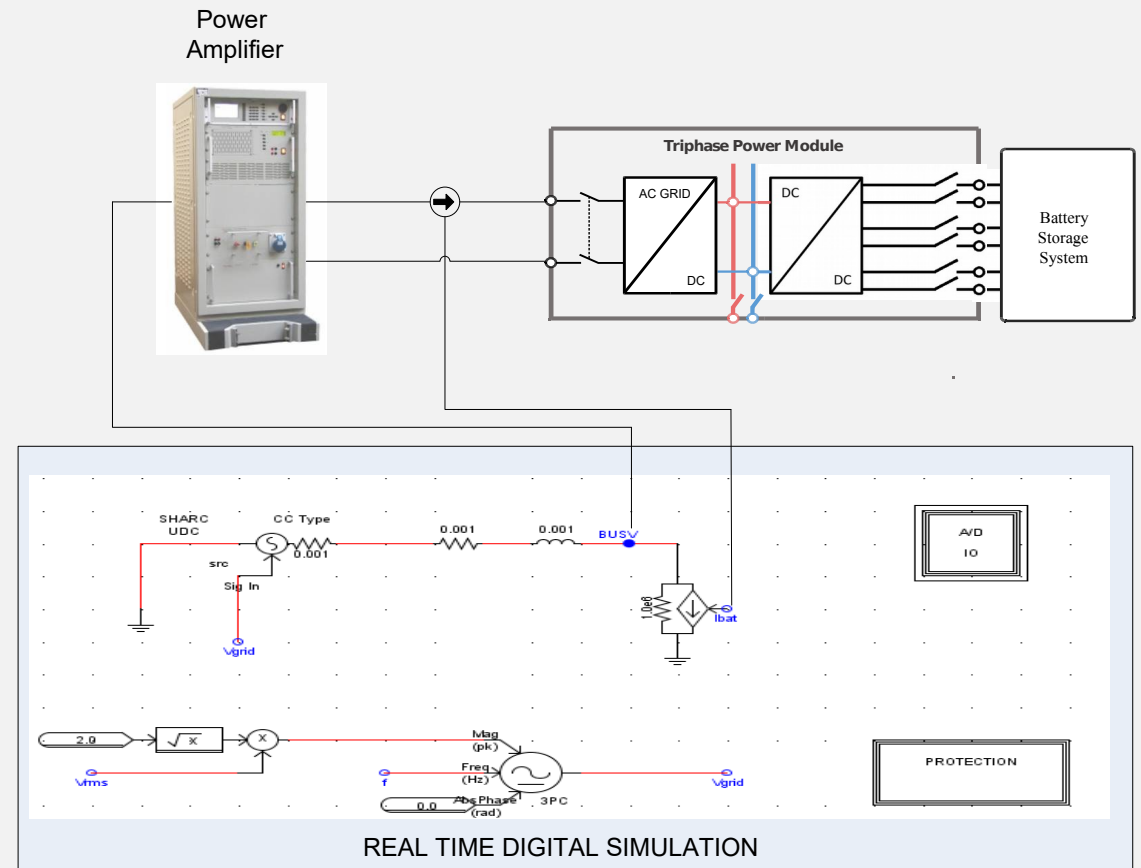 Power
Amplifier
Triphase Power Module
AC GRID
DC
DC
DC
Battery
Storage
System
SHARC
UDC
CC Type
0.001
0.001
0.001
BUSV
src
Sig In
Vgrid
1.0e6
Ibat
A/D
IO
2.0
√x
X
Vrms
Mag
(pk)
f
Freq
(Hz)
0.0
AbsPhase
(rad)
3PC
Vgrid
PROTECTION
REAL TIME DIGITAL SIMULATION